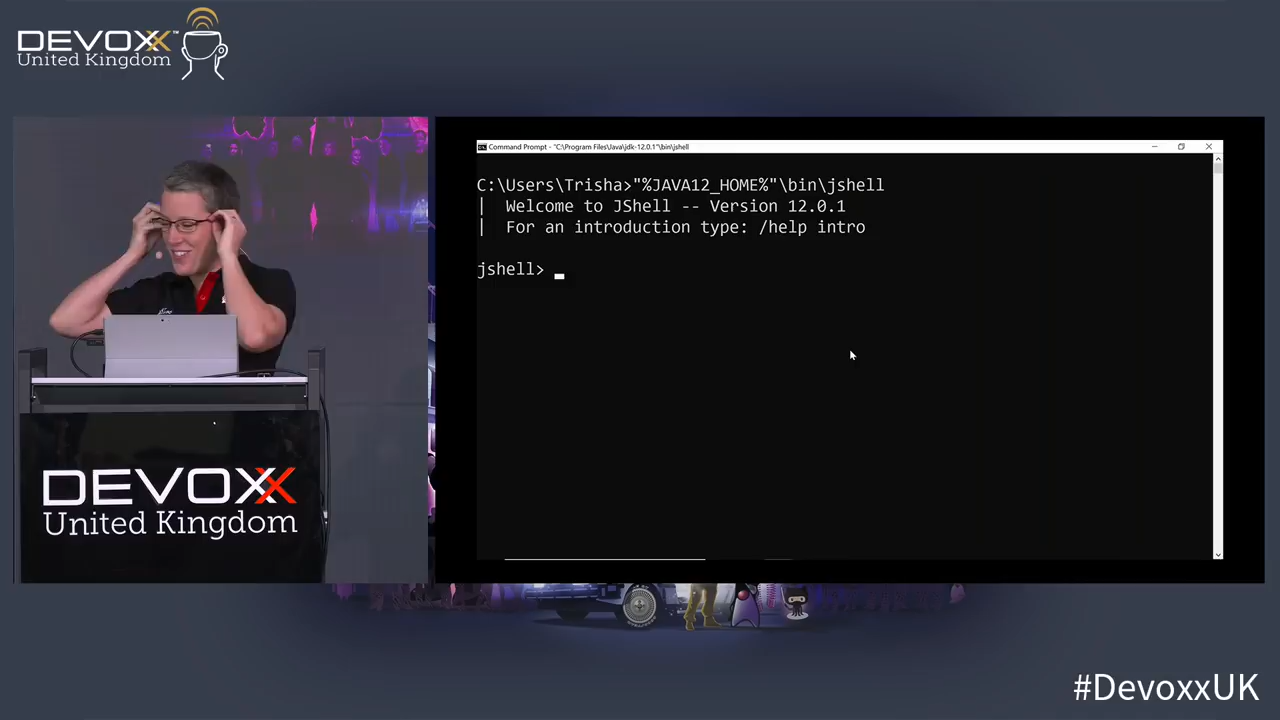 DEVOXX™
United Kingdom
Command Prompt - "C:\Program Files\Java\jdk-12.0.1"\bin\jshell
C:\Users\Trisha>"%JAVA12_HOME%"\bin\jshell
| Welcome to JShell -- Version 12.0.1
| For an introduction type: /help intro
jshell>
DEVOXX
United Kingdom
#DevoxxUK